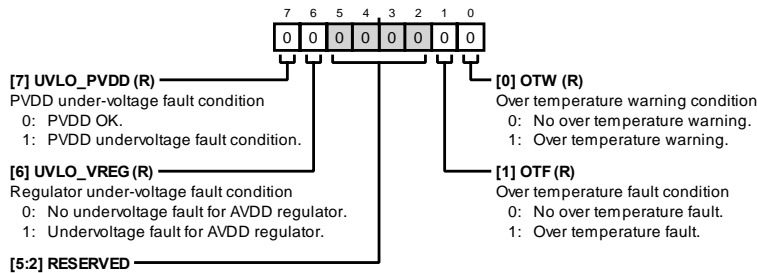 7 6 5 4 3 2 1 0
0 0 0 0 0 0 0 0
[7] UVLO_PVDD (R)
PVDD under-voltage fault condition
0: PVDD OK.
1: PVDD undervoltage fault condition.
[6] UVLO_VREG (R)
Regulator under-voltage fault condition
0: No undervoltage fault for AVDD regulator.
1: Undervoltage fault for AVDD regulator.
[5:2] RESERVED
[0] OTW (R)
Over temperature warning condition
0: No over temperature warning.
1: Over temperature warning.
[1] OTF (R)
Over temperature fault condition
0: No over temperature fault.
1: Over temperature fault.